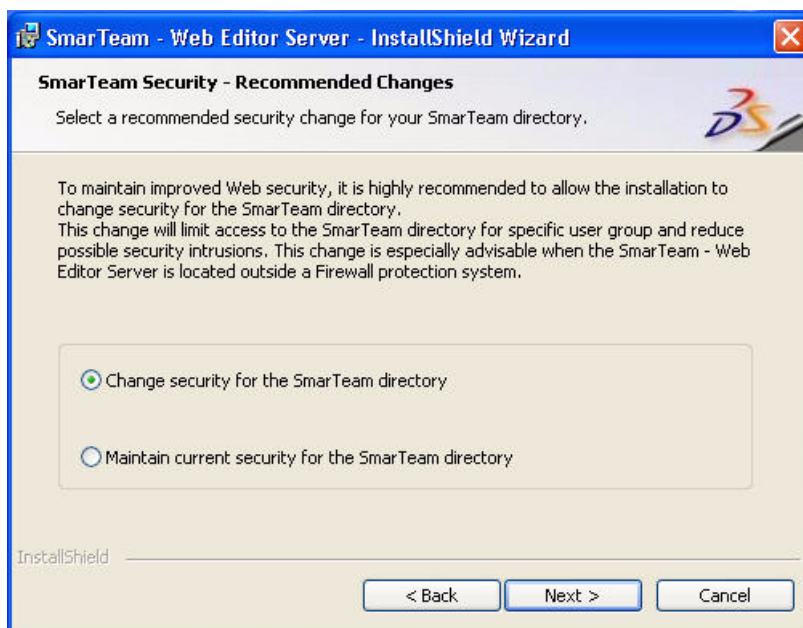 SmarTeam - Web Editor Server - InstallShield Wizard
SmarTeam Security - Recommended Changes
Select a recommended security change for your SmarTeam directory.
To maintain improved Web security, it is highly recommended to allow the installation to
change security for the SmarTeam directory.
This change will limit access to the SmarTeam directory for specific user group and reduce
possible security intrusions. This change is especially advisable when the SmarTeam - Web
Editor Server is located outside a Firewall protection system.
Change security for the SmarTeam directory
Maintain current security for the SmarTeam directory
InstallShield
< Back
Next >
Cancel